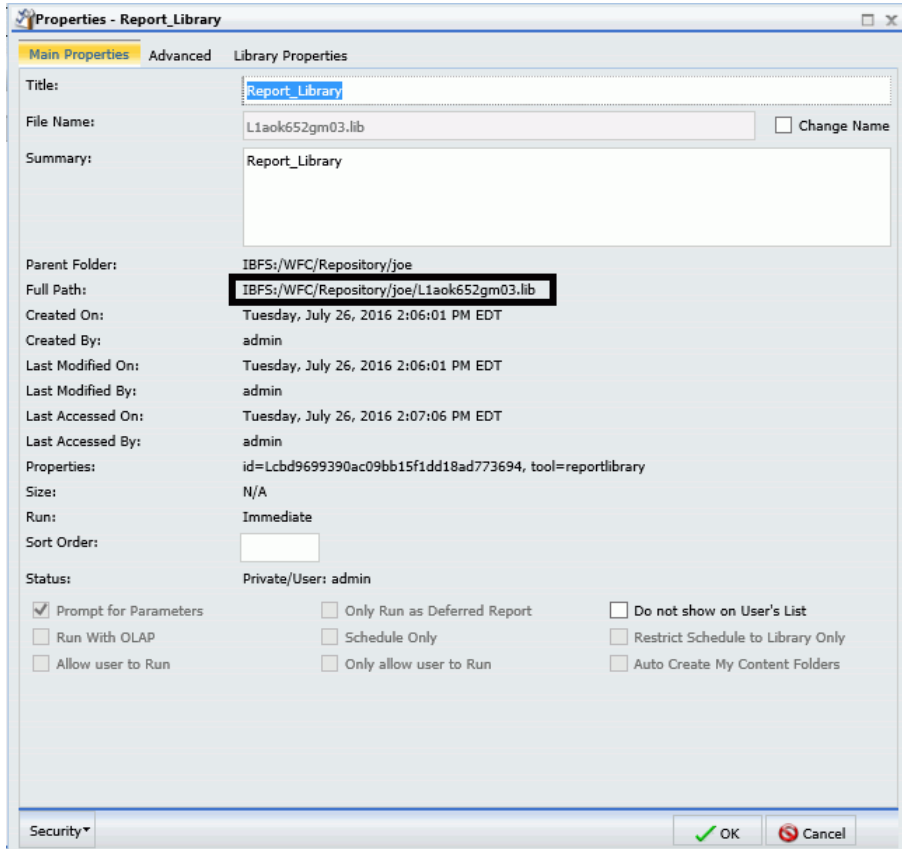 Properties - Report_Library
Main Properties Advanced Library Properties
Title: Report_Library
File Name: L1aok652gm03.lib Change Name
Summary: Report_Library
Parent Folder: IBFS:/WFC/Repository/joe
Full Path: IBFS:/WFC/Repository/joe/L1aok652gm03.lib
Created On: Tuesday, July 26, 2016 2:06:01 PM EDT
Created By: admin
Last Modified On: Tuesday, July 26, 2016 2:06:01 PM EDT
Last Modified By: admin
Last Accessed On: Tuesday, July 26, 2016 2:07:06 PM EDT
Last Accessed By: admin
Properties: id=Lcbd9699390ac09bb15f1dd18ad773694, tool=reportlibrary
Size: N/A
Run: Immediate
Sort Order:
Status: Private/User: admin
Prompt for Parameters Only Run as Deferred Report Do not show on User's List
Run With OLAP Schedule Only Restrict Schedule to Library Only
Allow user to Run Only allow user to Run Auto Create My Content Folders
Security OK Cancel